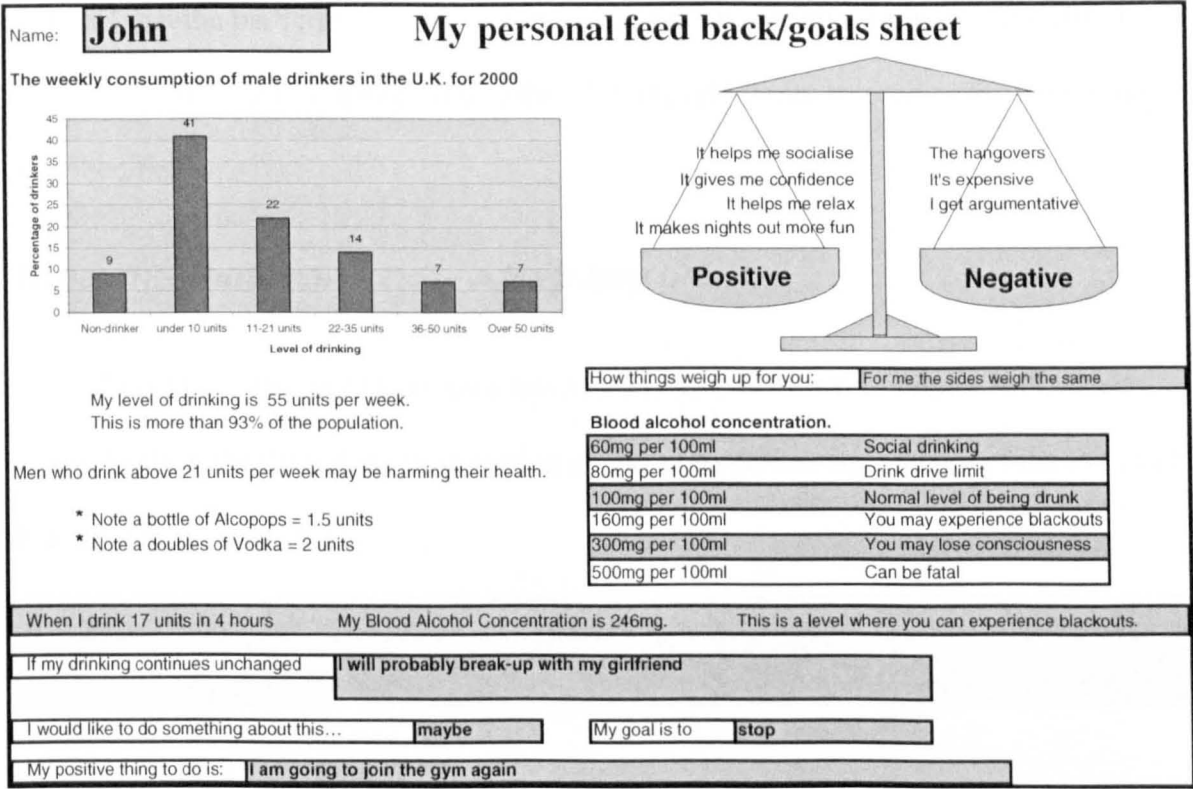 Name: John
My personal feed back/goals sheet
The weekly consumption of male drinkers in the U.K. for 2000
Percentage of drinkers
45
40
35
30
25
20
15
10
5
0
9
41
22
14
7
7
Non-drinker under 10 units 11-21 units 22-35 units 36-50 units Over 50 units
Level of drinking
My level of drinking is 55 units per week.
This is more than 93% of the population.
Men who drink above 21 units per week may be harming their health.
* Note a bottle of Alcopops = 1.5 units
* Note a doubles of Vodka = 2 units
It helps me socialise
It gives me confidence
It helps me relax
It makes nights out more fun
Positive
The hangovers
It's expensive
I get argumentative
Negative
How things weigh up for you: For me the sides weigh the same
Blood alcohol concentration.
60mg per 100ml Social drinking
80mg per 100ml Drink drive limit
100mg per 100ml Normal level of being drunk
160mg per 100ml You may experience blackouts
300mg per 100ml You may lose consciousness
500mg per 100ml Can be fatal
When I drink 17 units in 4 hours My Blood Alcohol Concentration is 246mg. This is a level where you can experience blackouts.
If my drinking continues unchanged I will probably break-up with my girlfriend
I would like to do something about this... maybe My goal is to stop
My positive thing to do is: I am going to join the gym again